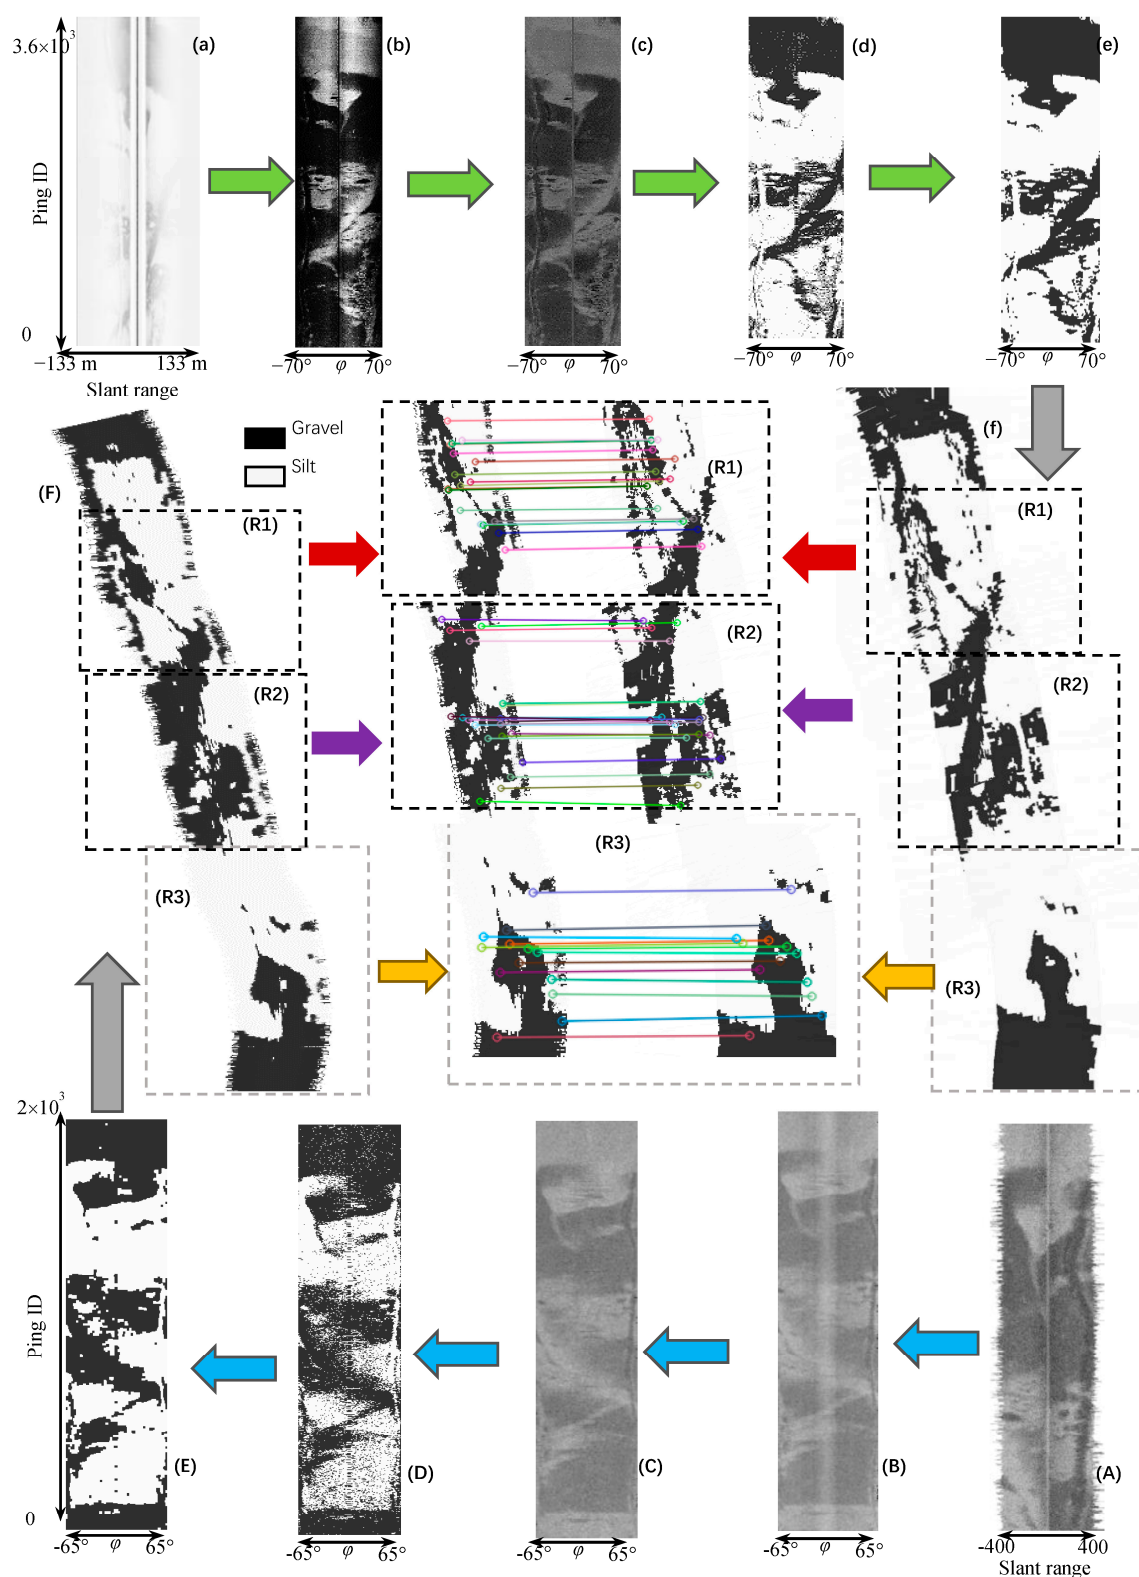 3.6×10³
(a)
(b)
(c)
(d)
(e)
Ping ID
0
−133 m
133 m
Slant range
−70°
φ
70°
−70°
φ
70°
−70°
φ
70°
−70°
φ
70°
Gravel
Silt
(F)
(R1)
(R1)
(f)
(R1)
(R2)
(R2)
(R2)
(R3)
(R3)
(R3)
2×10³
Ping ID
0
(E)
(D)
(C)
(B)
(A)
-65°
φ
65°
-65°
φ
65°
-65°
φ
65°
-65°
φ
65°
-400
400
Slant range